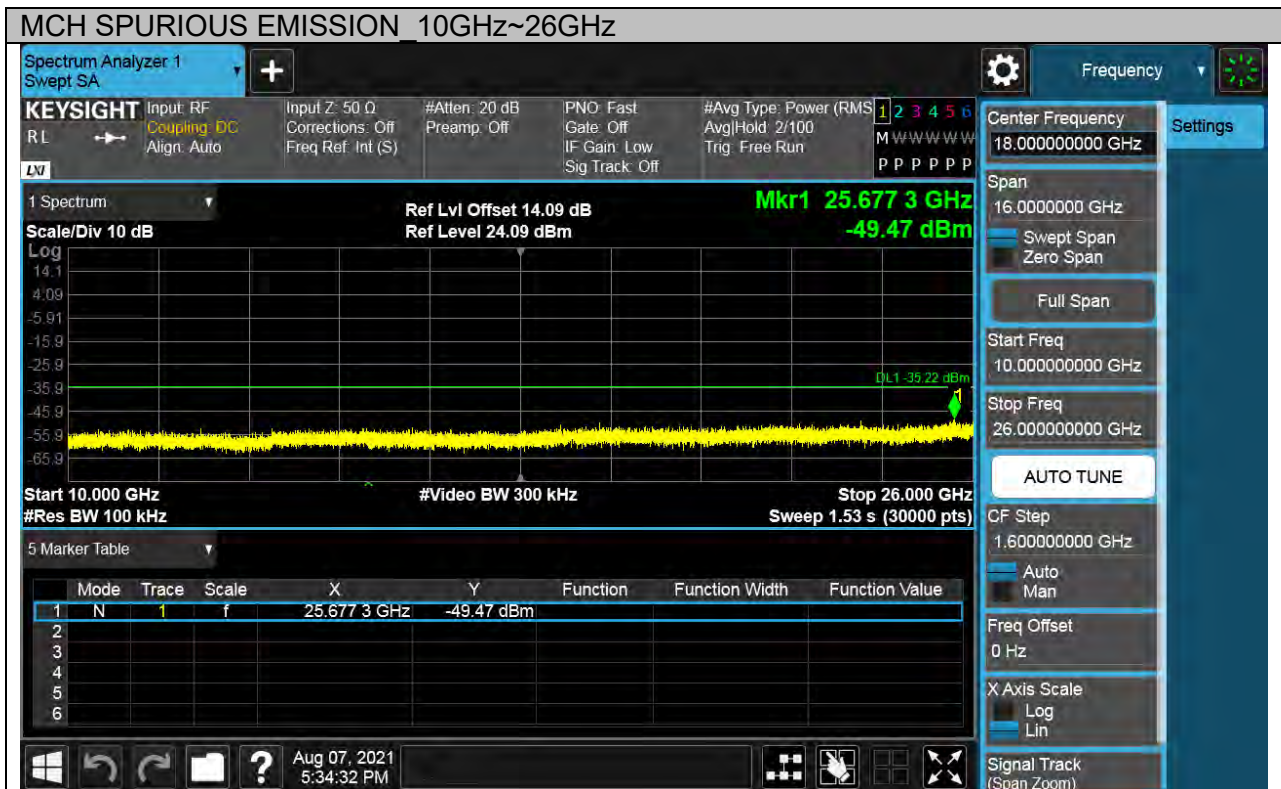 MCH SPURIOUS EMISSION_10GHz~26GHz
Spectrum Analyzer 1
Swept SA
Frequency
KEYSIGHT
RL
LXI
Input: RF
Coupling: DC
Align: Auto
Input Z: 50 Ω
Corrections: Off
Freq Ref: Int (S)
#Atten: 20 dB
Preamp: Off
PNO: Fast
Gate: Off
IF Gain: Low
Sig Track: Off
#Avg Type: Power (RMS
Avg|Hold: 2/100
Trig: Free Run
1 2 3 4 5 6
M W W W W W
P P P P P P
Center Frequency
18.000000000 GHz
Settings
Span
16.0000000 GHz
Swept Span
Zero Span
Full Span
Start Freq
10.000000000 GHz
Stop Freq
26.000000000 GHz
AUTO TUNE
CF Step
1.600000000 GHz
Auto
Man
Freq Offset
0 Hz
X Axis Scale
Log
Lin
Signal Track
(Span Zoom)
1 Spectrum
Scale/Div 10 dB
Ref Lvl Offset 14.09 dB
Ref Level 24.09 dBm
Mkr1 25.677 3 GHz
-49.47 dBm
Log
14.1
4.09
-5.91
-15.9
-25.9
-35.9
-45.9
-55.9
-65.9
DL1 -35.22 dBm
1
Start 10.000 GHz
#Video BW 300 kHz
Stop 26.000 GHz
#Res BW 100 kHz
Sweep 1.53 s (30000 pts)
5 Marker Table
Mode Trace Scale X Y Function Function Width Function Value
1 N 1 f 25.677 3 GHz -49.47 dBm
2
3
4
5
6
?
Aug 07, 2021
5:34:32 PM